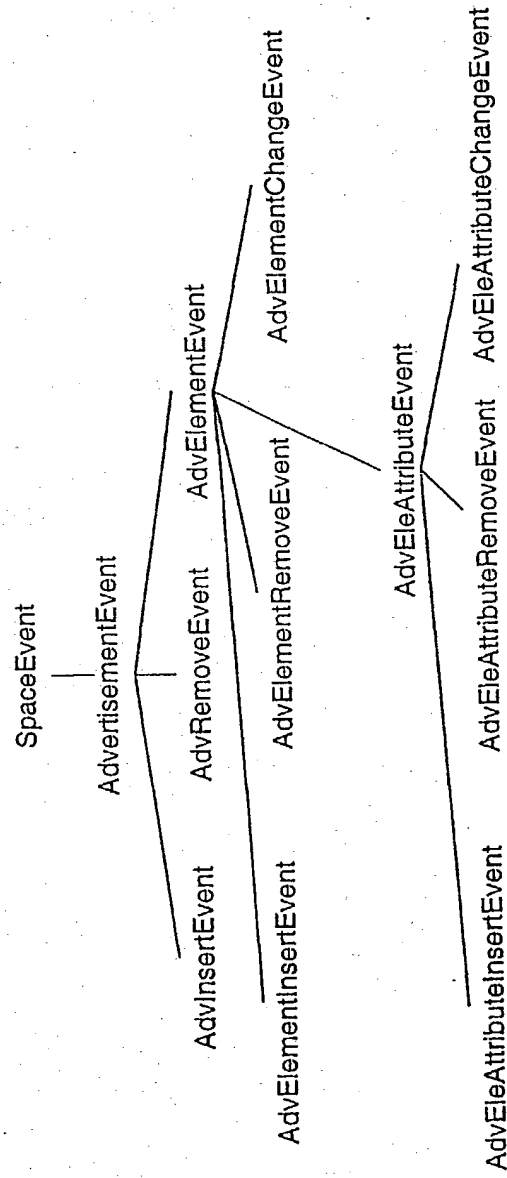 SpaceEvent
AdvertisementEvent
AdvInsertEvent AdvRemoveEvent AdvElementEvent
AdvElementInsertEvent AdvElementRemoveEvent AdvElementChangeEvent
AdvEleAttributeEvent
AdvEleAttributeInsertEvent AdvEleAttributeRemoveEvent AdvEleAttributeChangeEvent